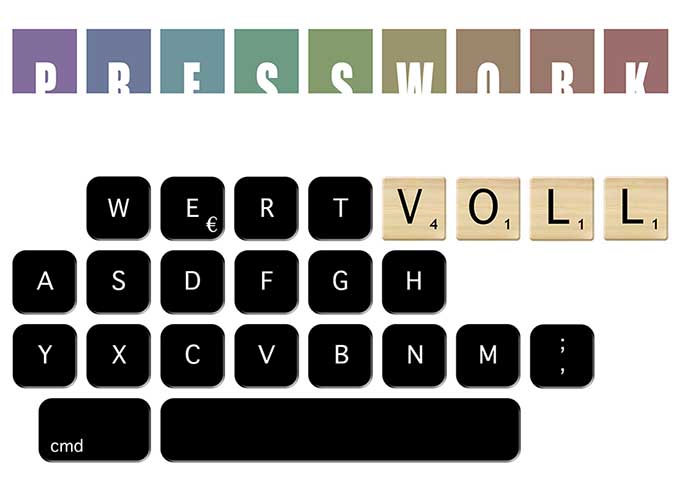 PRESSWORK
W E € R T V 4 O 1 L 1 L 1
A S D F G H
Y X C V B N M ; ,
cmd